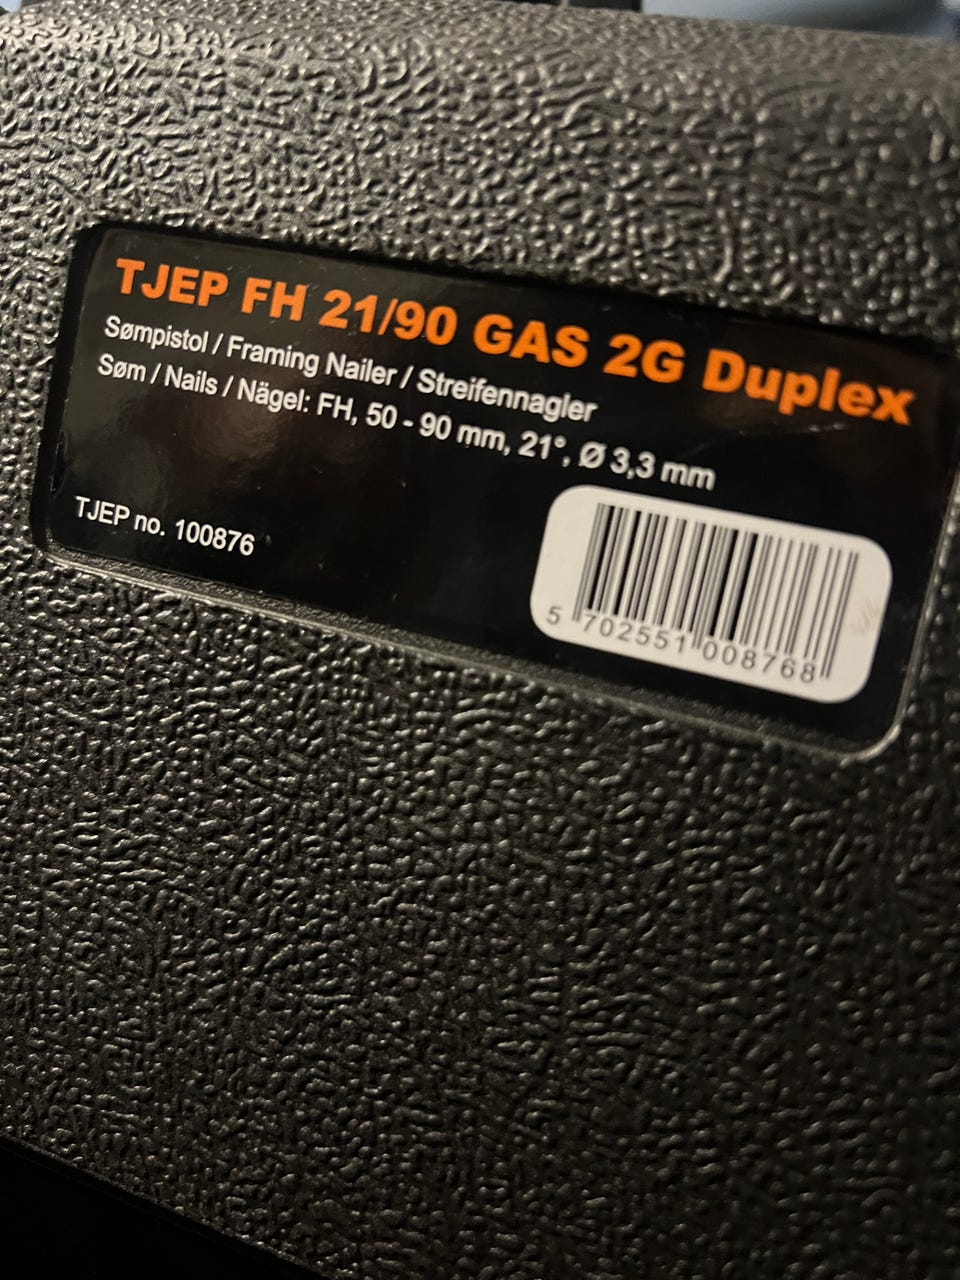 TJEP FH 21/90 GAS 2G Duplex
Sømpistol / Framing Nailer / Streifennagler
Søm / Nails / Nägel: FH, 50 - 90 mm, 21°, Ø 3,3 mm
TJEP no. 100876
5 702551 008768